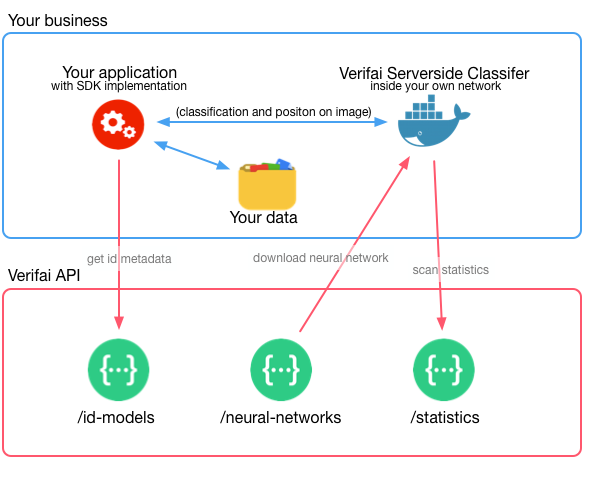 Your business
Your application
with SDK implementation
Verifai Serverside Classifer
inside your own network
(classification and positon on image)
Your data
get id metadata
download neural network
scan statistics
Verifai API
/id-models
/neural-networks
/statistics